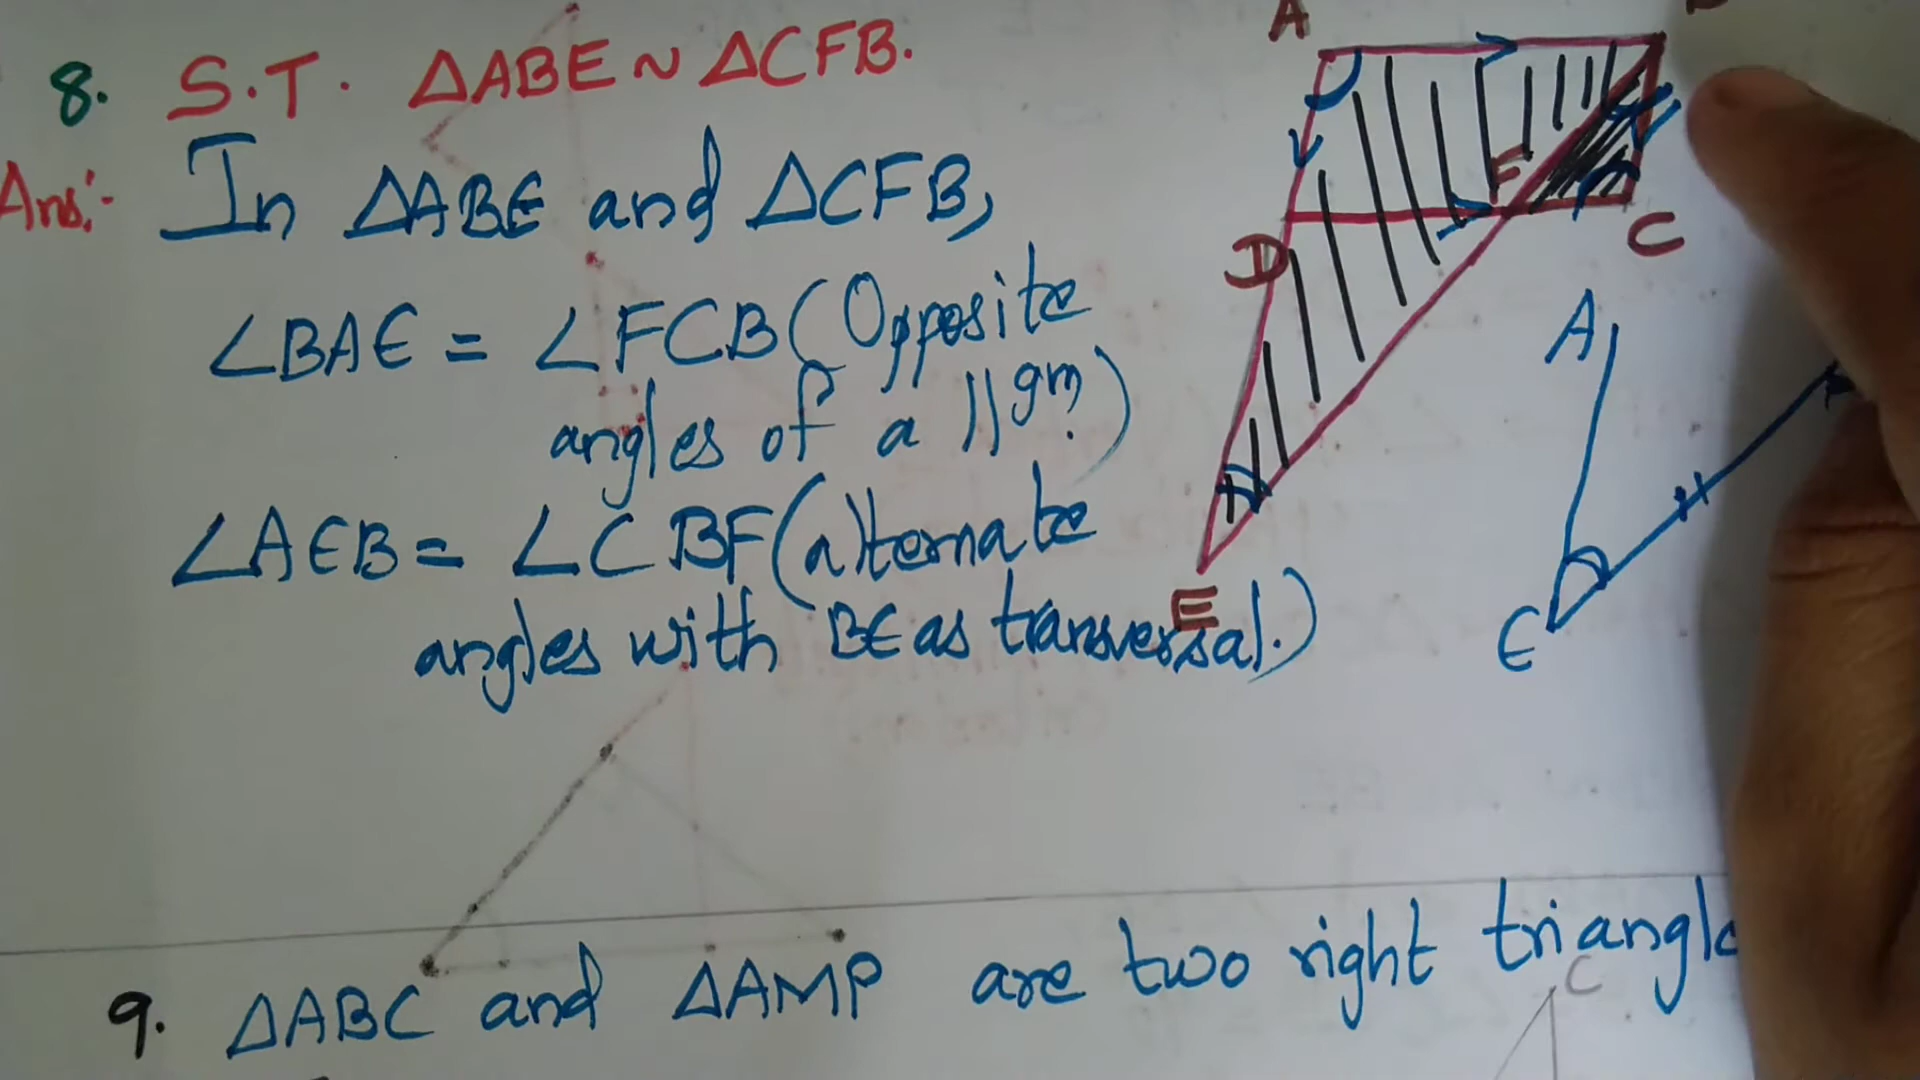 8. S.T. ΔABE ~ ΔCFB.
Ans:- In ΔABE and ΔCFB,
∠BAE = ∠FCB (Opposite
angles of a ||gm.)
∠AEB = ∠CBF (alternate
angles with BE as transversal.)
A
F
D
C
E
A
E
9. ΔABC and ΔAMP are two right triangle
C